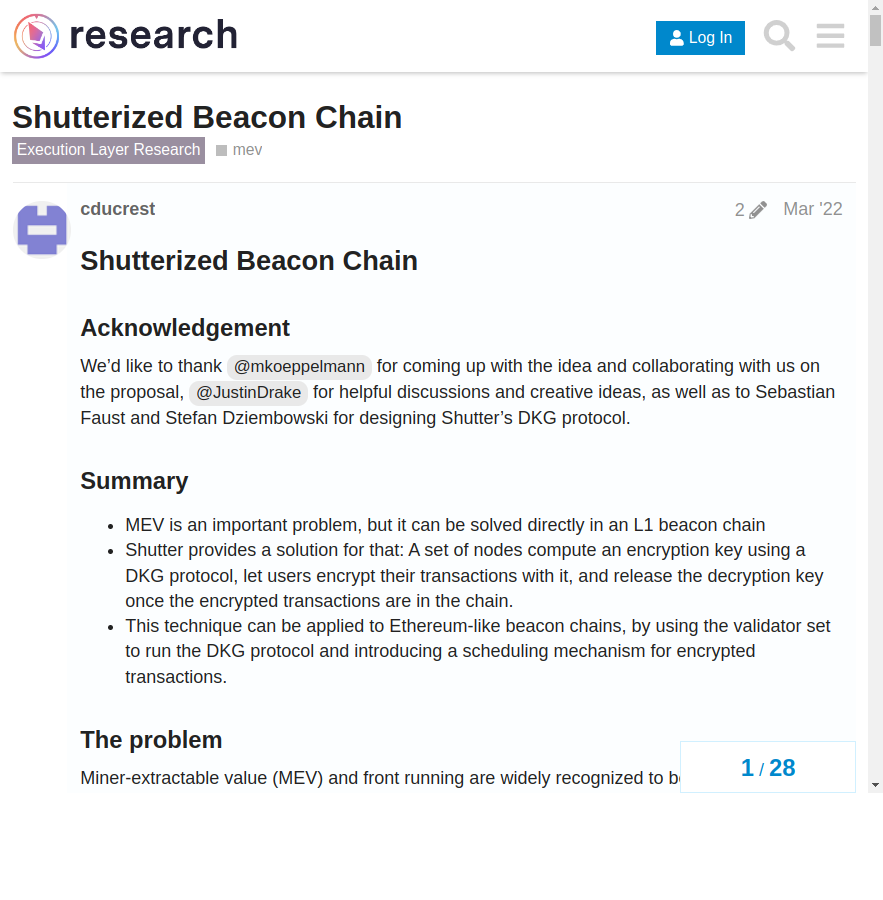 research
Log In
Shutterized Beacon Chain
Execution Layer Research mev
cducrest 2 Mar '22
Shutterized Beacon Chain
Acknowledgement
We’d like to thank @mkoeppelmann for coming up with the idea and collaborating with us on
the proposal, @JustinDrake for helpful discussions and creative ideas, as well as to Sebastian
Faust and Stefan Dziembowski for designing Shutter’s DKG protocol.
Summary
MEV is an important problem, but it can be solved directly in an L1 beacon chain
Shutter provides a solution for that: A set of nodes compute an encryption key using a
DKG protocol, let users encrypt their transactions with it, and release the decryption key
once the encrypted transactions are in the chain.
This technique can be applied to Ethereum-like beacon chains, by using the validator set
to run the DKG protocol and introducing a scheduling mechanism for encrypted
transactions.
The problem
Miner-extractable value (MEV) and front running are widely recognized to
1 / 28